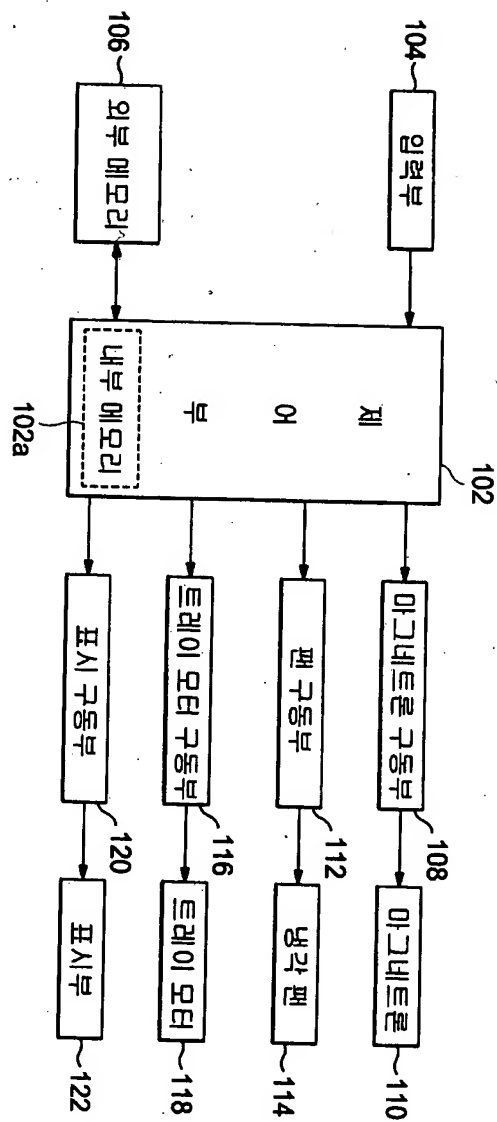 102
104
입력부
제
어
부
마그네트론 구동부
108
마그네트론
110
팬 구동부
112
냉각 팬
114
106
외부 메모리
내부 메모리
102a
트레이 모터 구동부
116
트레이 모터
118
표시 구동부
120
표시부
122